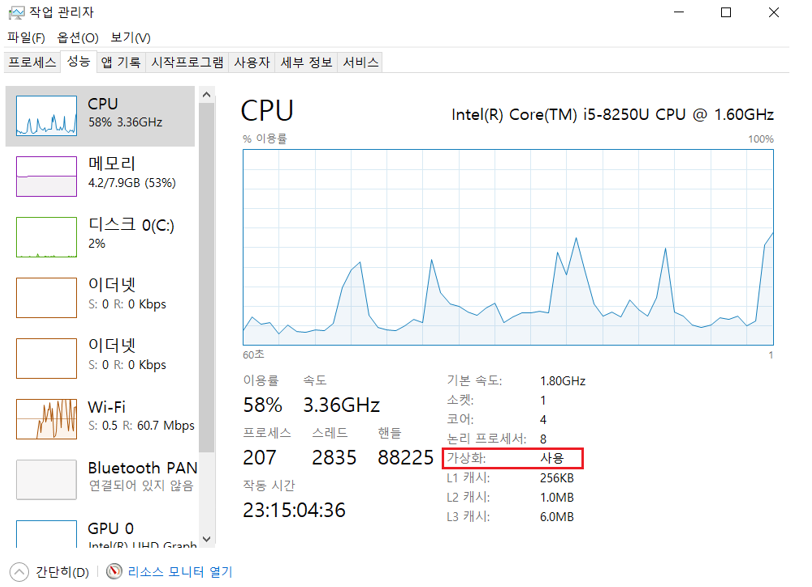 작업 관리자
파일(F) 옵션(O) 보기(V)
프로세스 성능 앱 기록 시작프로그램 사용자 세부 정보 서비스
CPU
58% 3.36GHz
메모리
4.2/7.9GB (53%)
디스크 0(C:)
2%
이더넷
S: 0 R: 0 Kbps
이더넷
S: 0 R: 0 Kbps
Wi-Fi
S: 0.5 R: 60.7 Mbps
Bluetooth PAN
연결되어 있지 않음
GPU 0
Intel(R) UHD Graph
CPU
Intel(R) Core(TM) i5-8250U CPU @ 1.60GHz
% 이용률 100%
60초 1
이용률 속도
58% 3.36GHz
프로세스 스레드 핸들
207 2835 88225
작동 시간
23:15:04:36
기본 속도: 1.80GHz
소켓: 1
코어: 4
논리 프로세서: 8
가상화: 사용
L1 캐시: 256KB
L2 캐시: 1.0MB
L3 캐시: 6.0MB
간단히(D) 리소스 모니터 열기